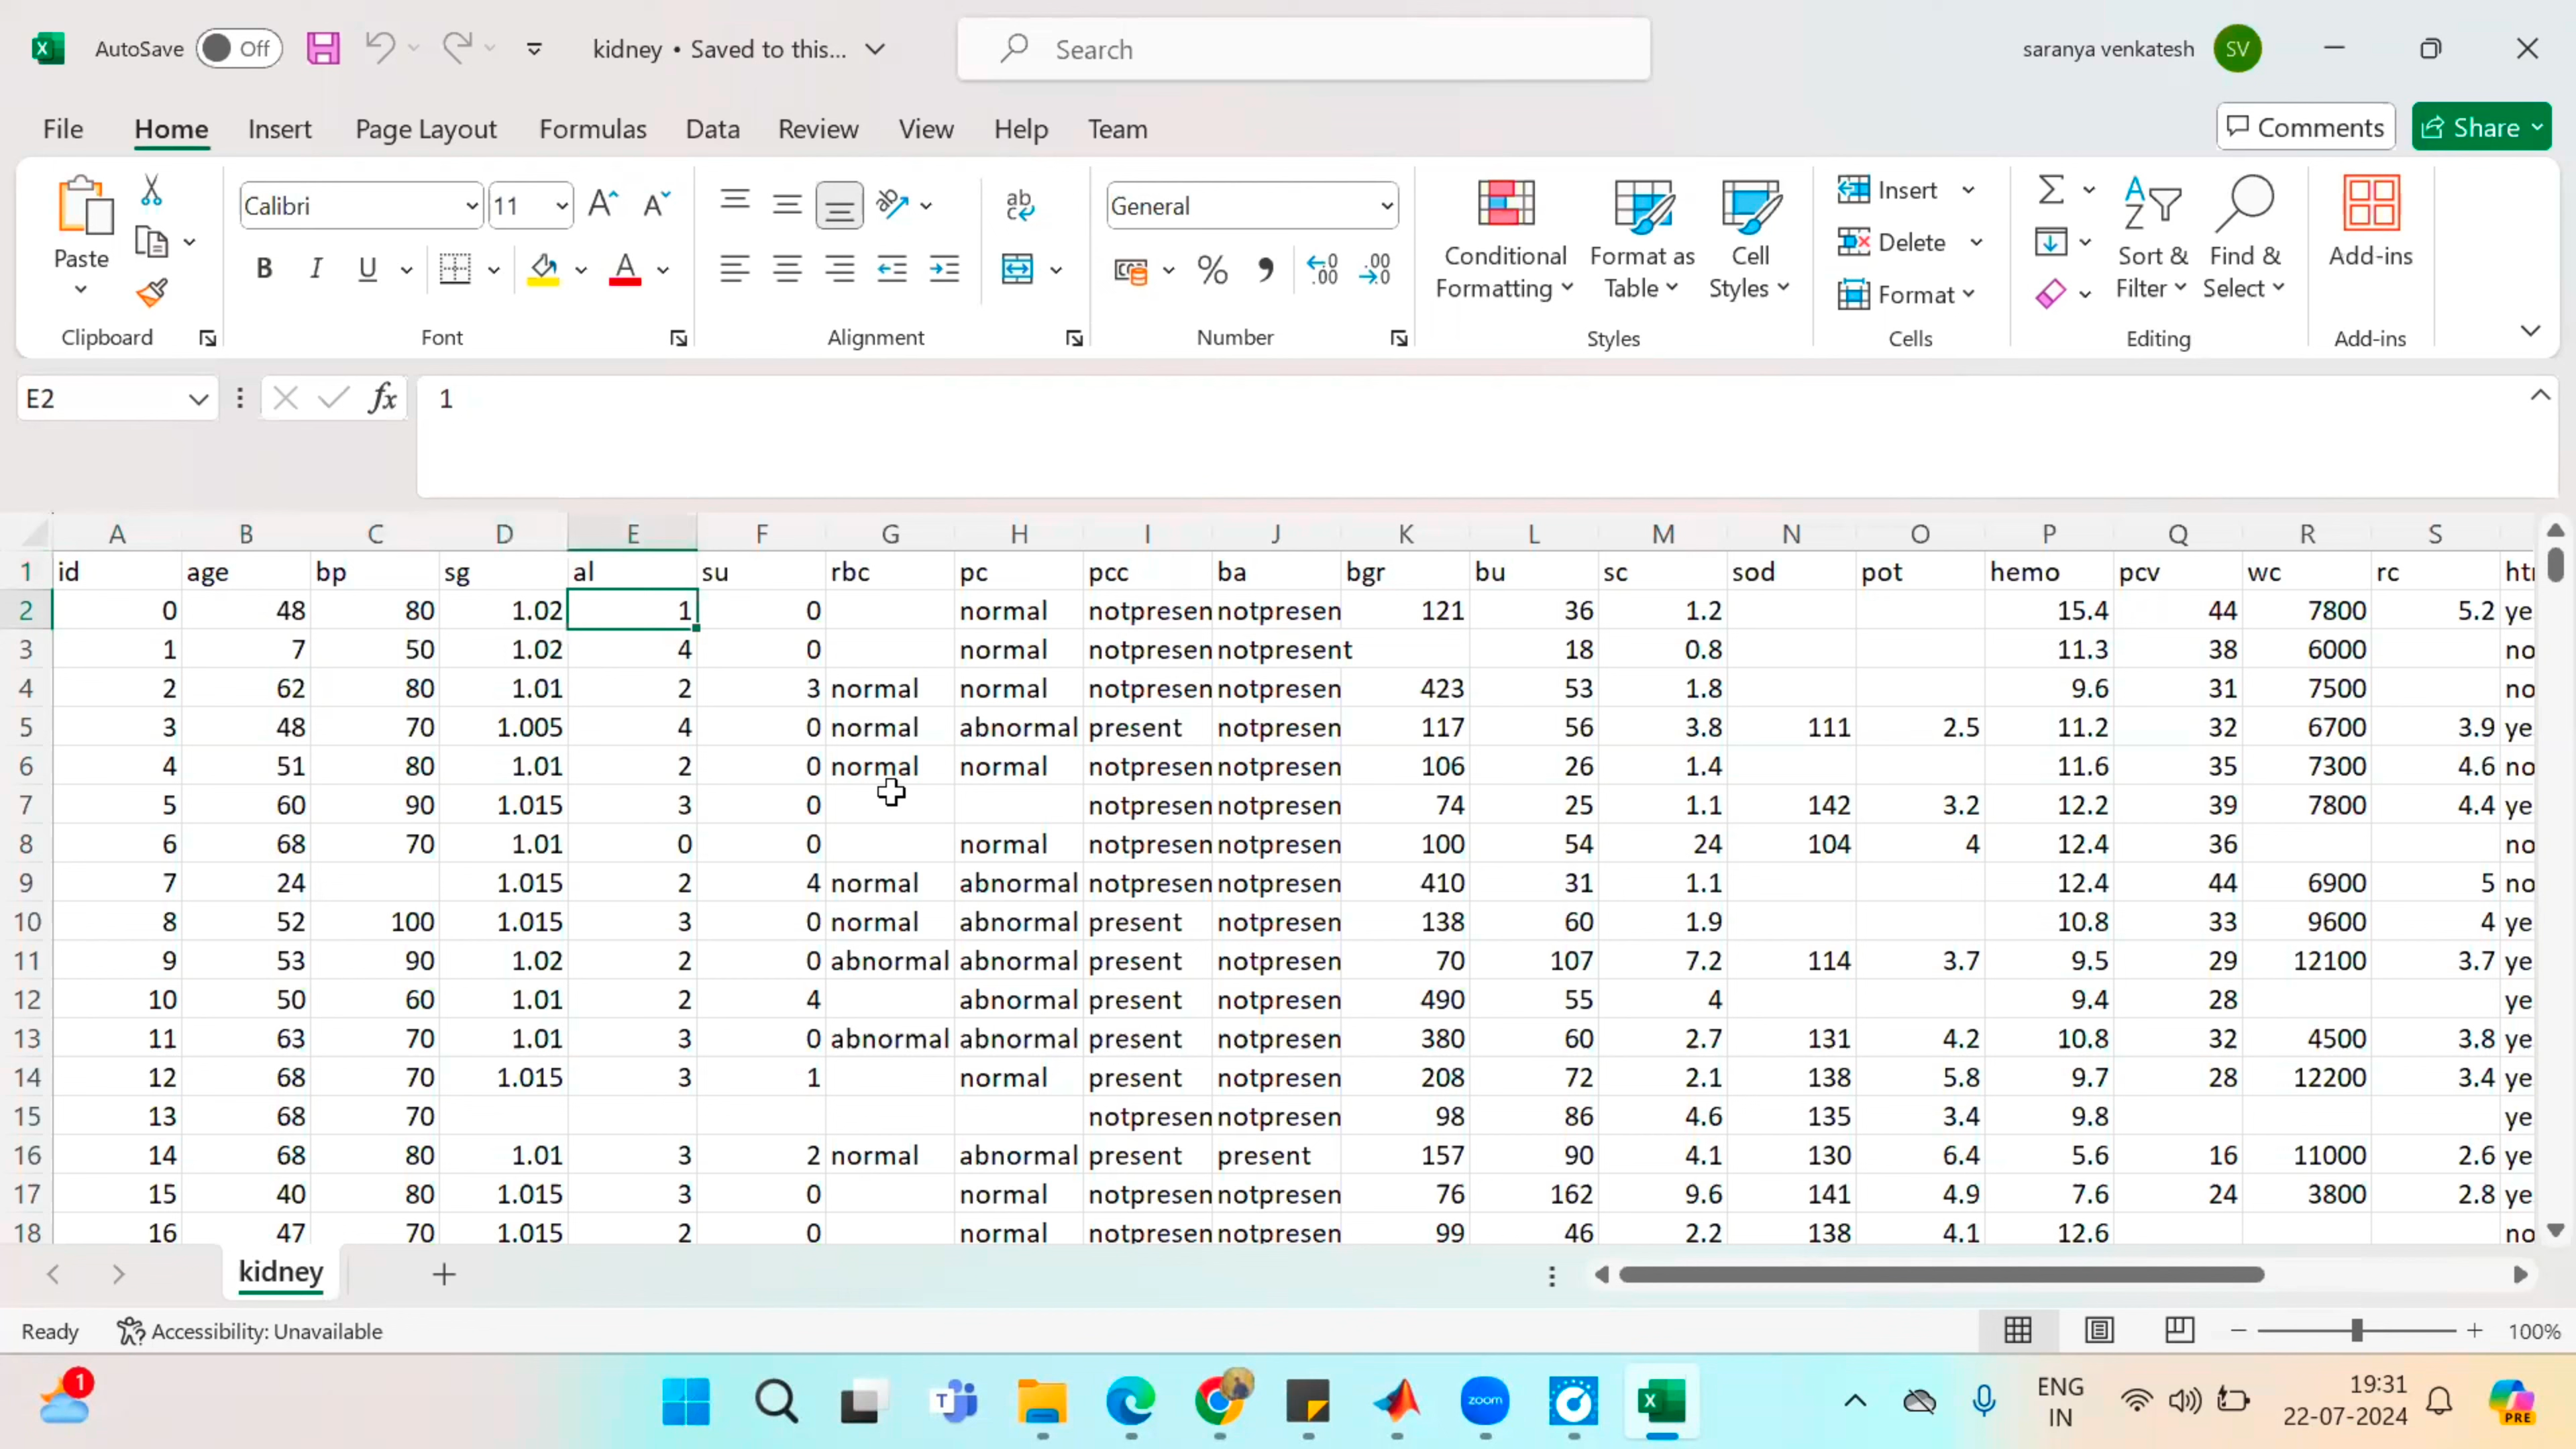 AutoSave Off kidney • Saved to this... Search saranya venkatesh SV
File Home Insert Page Layout Formulas Data Review View Help Team Comments Share
Paste Calibri 11 General Conditional Formatting Format as Table Cell Styles Insert Delete Format Sort & Filter Find & Select Add-ins
Clipboard Font Alignment Number Styles Cells Editing Add-ins
E2 fx 1
A B C D E F G H I J K L M N O P Q R S
1 id age bp sg al su rbc pc pcc ba bgr bu sc sod pot hemo pcv wc rc
2 0 48 80 1.02 1 0 normal notpresen notpresen 121 36 1.2 15.4 44 7800 5.2 ye
3 1 7 50 1.02 4 0 normal notpresen notpresent 18 0.8 11.3 38 6000 no
4 2 62 80 1.01 2 3 normal normal notpresen notpresen 423 53 1.8 9.6 31 7500 no
5 3 48 70 1.005 4 0 normal abnormal present notpresen 117 56 3.8 111 2.5 11.2 32 6700 3.9 ye
6 4 51 80 1.01 2 0 normal normal notpresen notpresen 106 26 1.4 11.6 35 7300 4.6 no
7 5 60 90 1.015 3 0 notpresen notpresen 74 25 1.1 142 3.2 12.2 39 7800 4.4 ye
8 6 68 70 1.01 0 0 normal notpresen notpresen 100 54 24 104 4 12.4 36 no
9 7 24 1.015 2 4 normal abnormal notpresen notpresen 410 31 1.1 12.4 44 6900 5 no
10 8 52 100 1.015 3 0 normal abnormal present notpresen 138 60 1.9 10.8 33 9600 4 ye
11 9 53 90 1.02 2 0 abnormal abnormal present notpresen 70 107 7.2 114 3.7 9.5 29 12100 3.7 ye
12 10 50 60 1.01 2 4 abnormal present notpresen 490 55 4 9.4 28 ye
13 11 63 70 1.01 3 0 abnormal abnormal present notpresen 380 60 2.7 131 4.2 10.8 32 4500 3.8 ye
14 12 68 70 1.015 3 1 normal present notpresen 208 72 2.1 138 5.8 9.7 28 12200 3.4 ye
15 13 68 70 notpresen notpresen 98 86 4.6 135 3.4 9.8 ye
16 14 68 80 1.01 3 2 normal abnormal present present 157 90 4.1 130 6.4 5.6 16 11000 2.6 ye
17 15 40 80 1.015 3 0 normal notpresen notpresen 76 162 9.6 141 4.9 7.6 24 3800 2.8 ye
18 16 47 70 1.015 2 0 normal notpresen notpresen 99 46 2.2 138 4.1 12.6 no
kidney
Ready Accessibility: Unavailable 100%
1 zoom ENG IN 19:31 22-07-2024 PRE